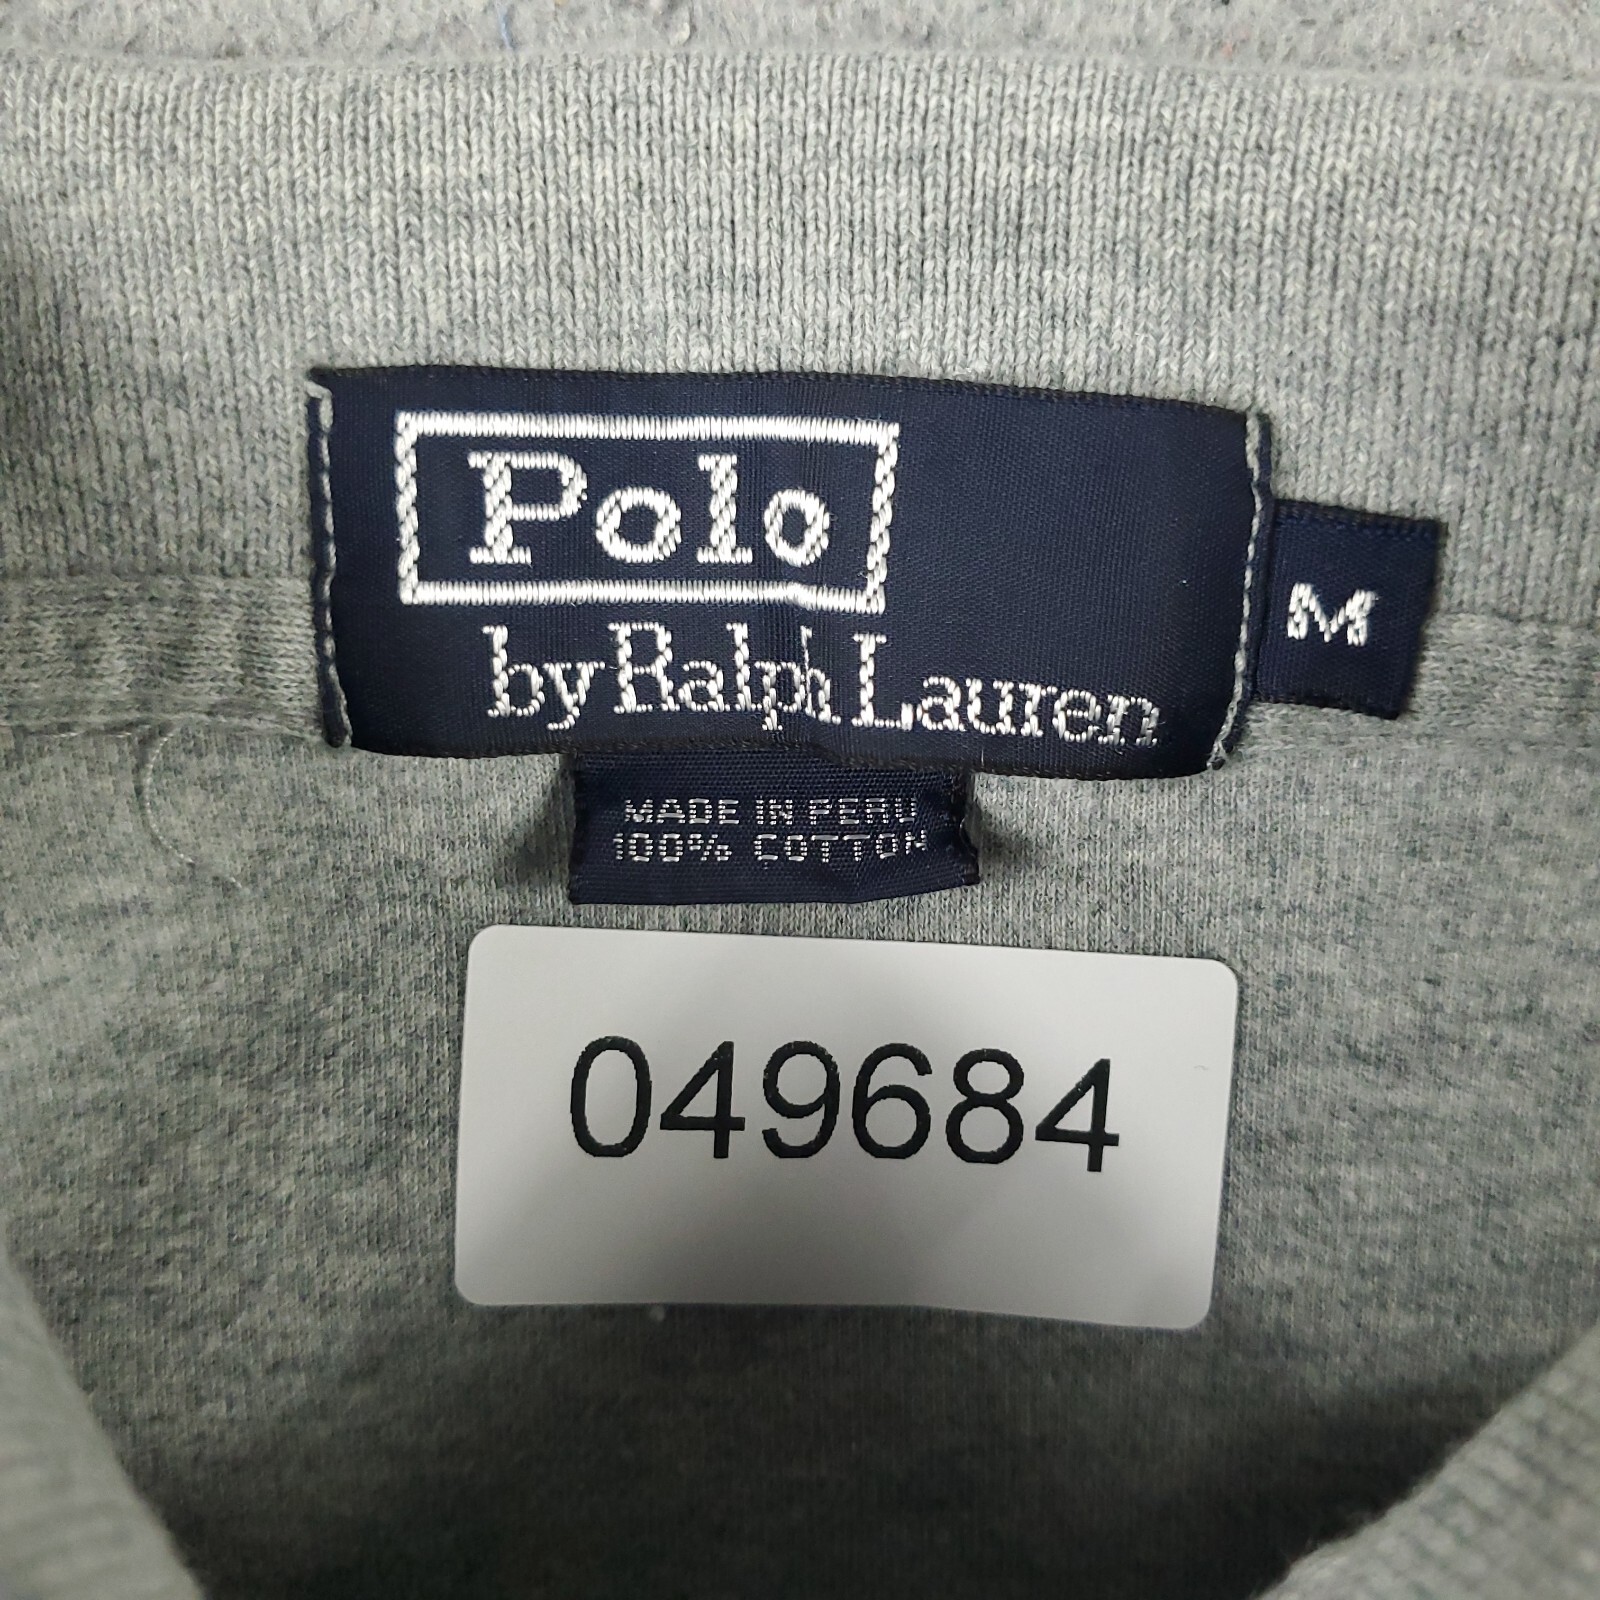 Polo
by Ralph Lauren
M
MADE IN PERU
100% COTTON
049684